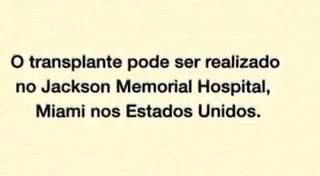 O transplante pode ser realizado
no Jackson Memorial Hospital,
Miami nos Estados Unidos.